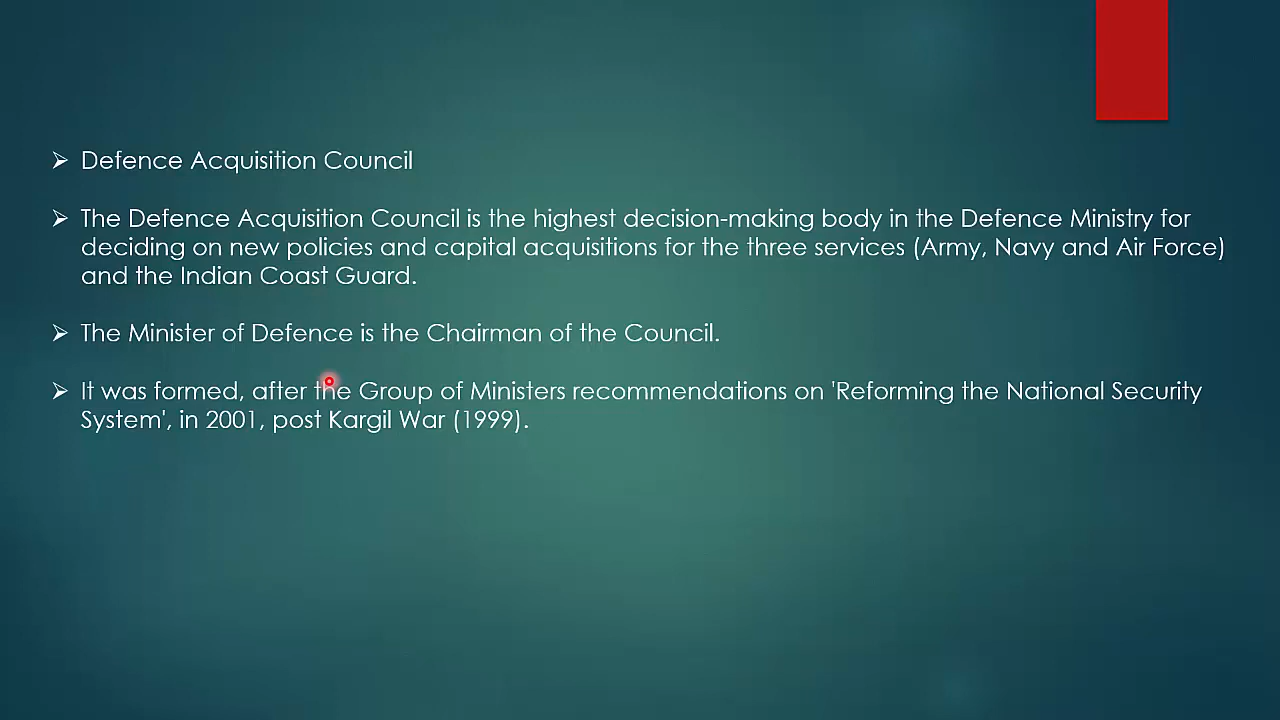 Defence Acquisition Council
The Defence Acquisition Council is the highest decision-making body in the Defence Ministry for
deciding on new policies and capital acquisitions for the three services (Army, Navy and Air Force)
and the Indian Coast Guard.
The Minister of Defence is the Chairman of the Council.
It was formed, after the Group of Ministers recommendations on 'Reforming the National Security
System', in 2001, post Kargil War (1999).